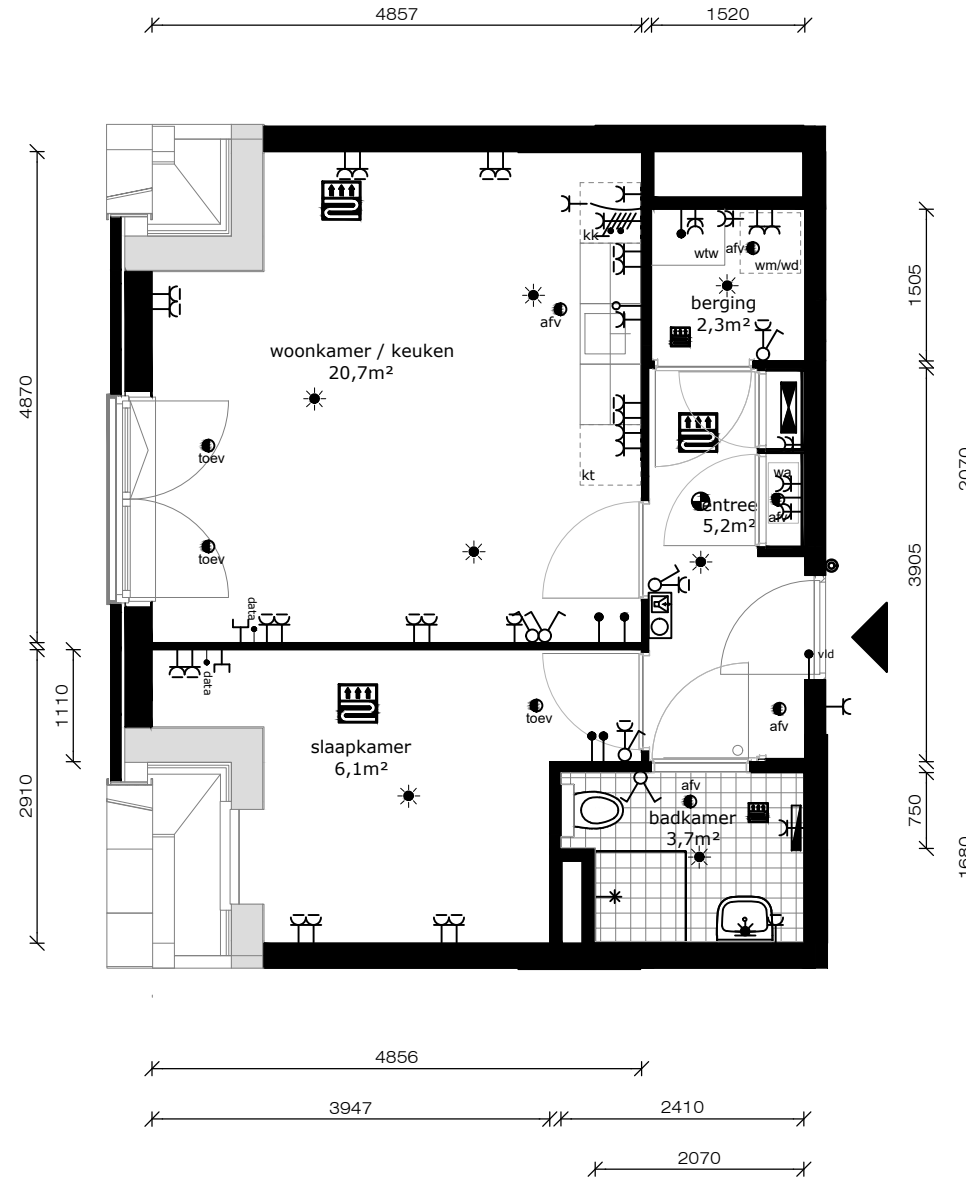 4857
1520
kk
wtw
afv
wm/wd
1505
berging
2,3m²
afv
woonkamer / keuken
20,7m²
4870
toev
kt
wa
entree
5,2m²
afv
2070
toev
3905
data
vld
data
1110
toev
afv
slaapkamer
6,1m²
2910
afv
badkamer
3,7m²
750
1680
4856
3947
2410
2070